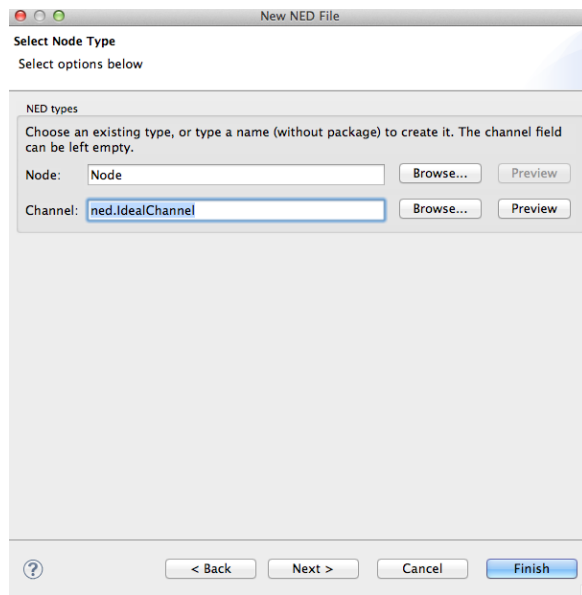 New NED File
Select Node Type
Select options below
NED types
Choose an existing type, or type a name (without package) to create it. The channel field
can be left empty.
Node: Node Browse... Preview
Channel: ned.IdealChannel Browse... Preview
? < Back Next > Cancel Finish